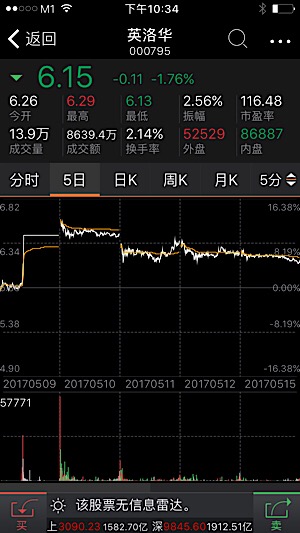 M1 下午10:34
返回 英洛华
000795
6.15 -0.11 -1.76%
6.26 6.29 6.13 2.56% 116.48
今开 最高 最低 振幅 市盈率
13.9万 8639.4万 2.14% 52529 86887
成交量 成交额 换手率 外盘 内盘
分时 5日 日K 周K 月K 5分
6.82 16.38%
6.34 8.19%
0.00%
5.38 -8.19%
4.90 -16.38%
20170509 20170510 20170511 20170512 20170515
57771
买 该股票无信息雷达。 卖
上3090.23 1582.70亿 深9845.60 1912.51亿